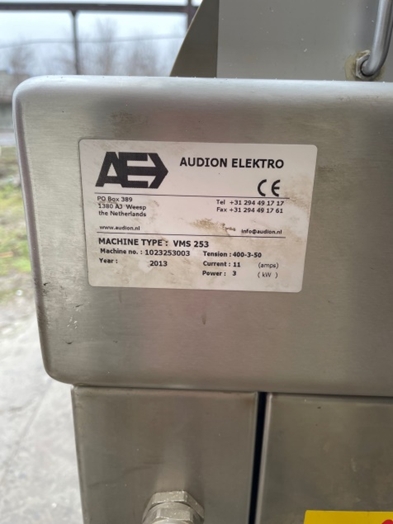 AE
AUDION ELEKTRO
CE
PO Box 389
1380 AJ Weesp
the Netherlands
Tel +31 294 49 17 17
Fax +31 294 49 17 61
www.audion.nl
info@audion.nl
MACHINE TYPE : VMS 253
Machine no. : 1023253003
Tension : 400-3-50
Year : 2013
Current : 11 (amps)
Power : 3 (kW)